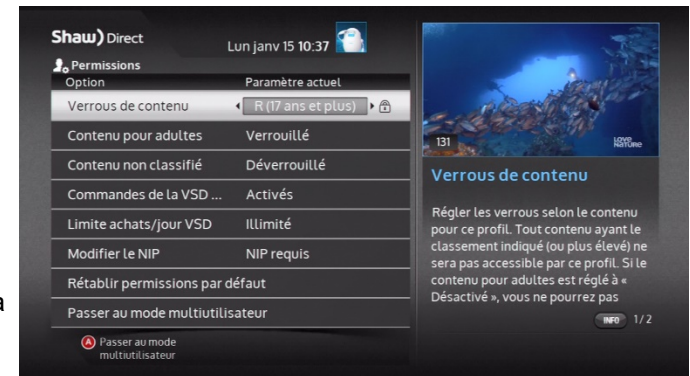 Shaw) Direct
Lun janv 15 10:37
Permissions
Option Paramètre actuel
Verrous de contenu R (17 ans et plus)
Contenu pour adultes Verrouillé
Contenu non classifié Déverrouillé
Commandes de la VSD ... Activés
Limite achats/jour VSD Illimité
Modifier le NIP NIP requis
Rétablir permissions par défaut
Passer au mode multiutilisateur
A Passer au mode
multiutilisateur
131
LOVE
NATURE
Verrous de contenu
Régler les verrous selon le contenu
pour ce profil. Tout contenu ayant le
classement indiqué (ou plus élevé) ne
sera pas accessible par ce profil. Si le
contenu pour adultes est réglé à «
Désactivé », vous ne pourrez pas
INFO 1/2
a